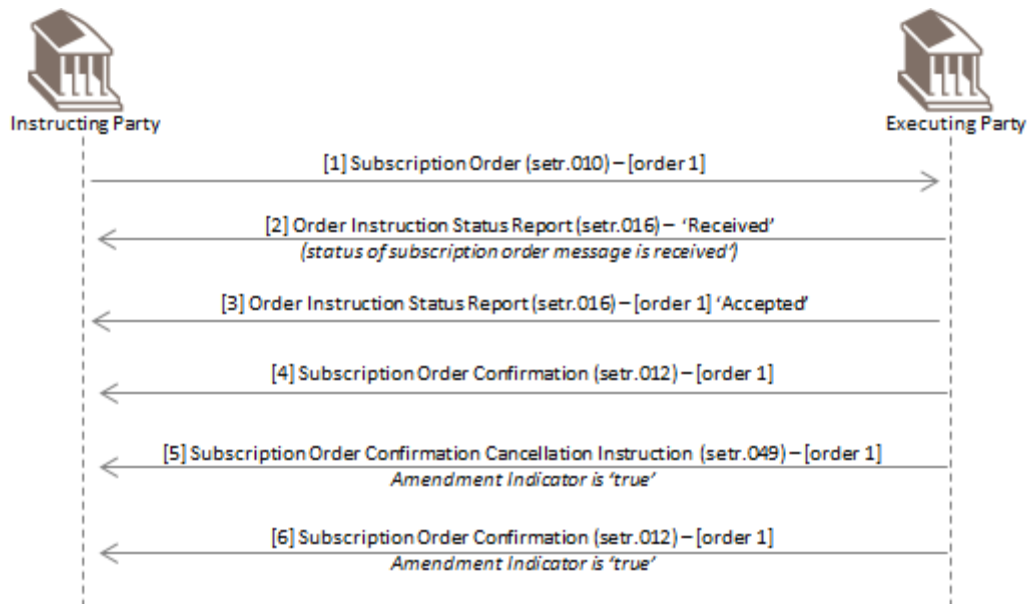 Instructing Party
Executing Party
[1] Subscription Order (setr.010) – [order 1]
[2] Order Instruction Status Report (setr.016) – ‘Received’
(status of subscription order message is received’)
[3] Order Instruction Status Report (setr.016) – [order 1] ‘Accepted’
[4] Subscription Order Confirmation (setr.012) – [order 1]
[5] Subscription Order Confirmation Cancellation Instruction (setr.049) – [order 1]
Amendment Indicator is ‘true’
[6] Subscription Order Confirmation (setr.012) – [order 1]
Amendment Indicator is ‘true’